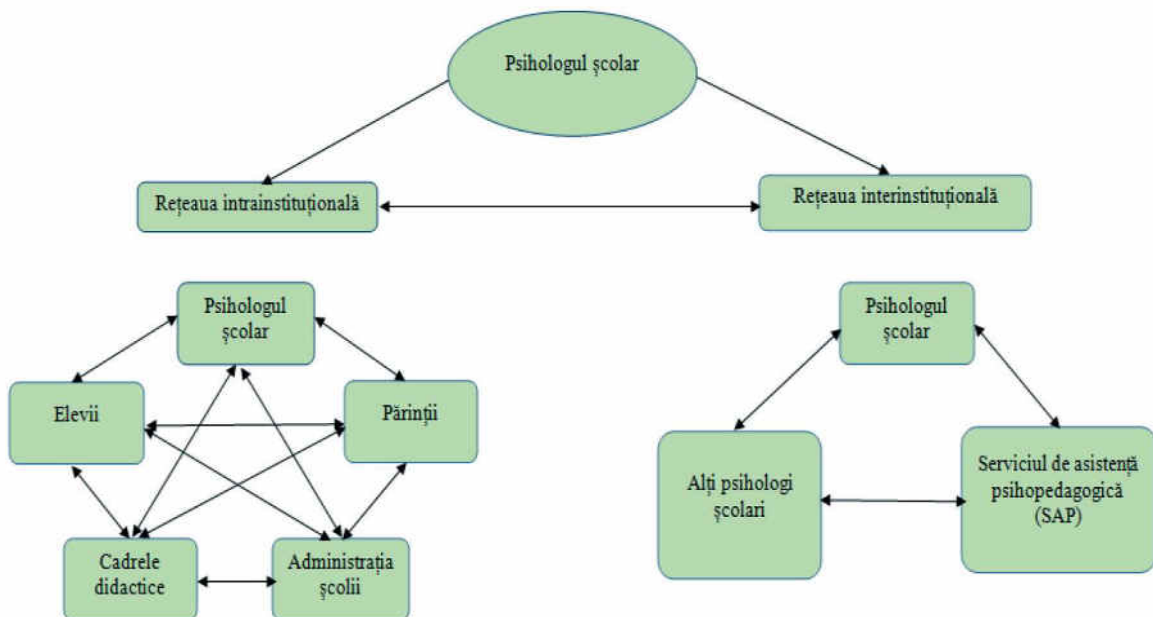 Psihologul școlar
Rețeaua intrainstituțională
Rețeaua interinstituțională
Psihologul
școlar
Elevii
Părinții
Cadrele
didactice
Administrația
școlii
Psihologul
școlar
Alți psihologi
școlari
Serviciul de asistență
psihopedagogică
(SAP)